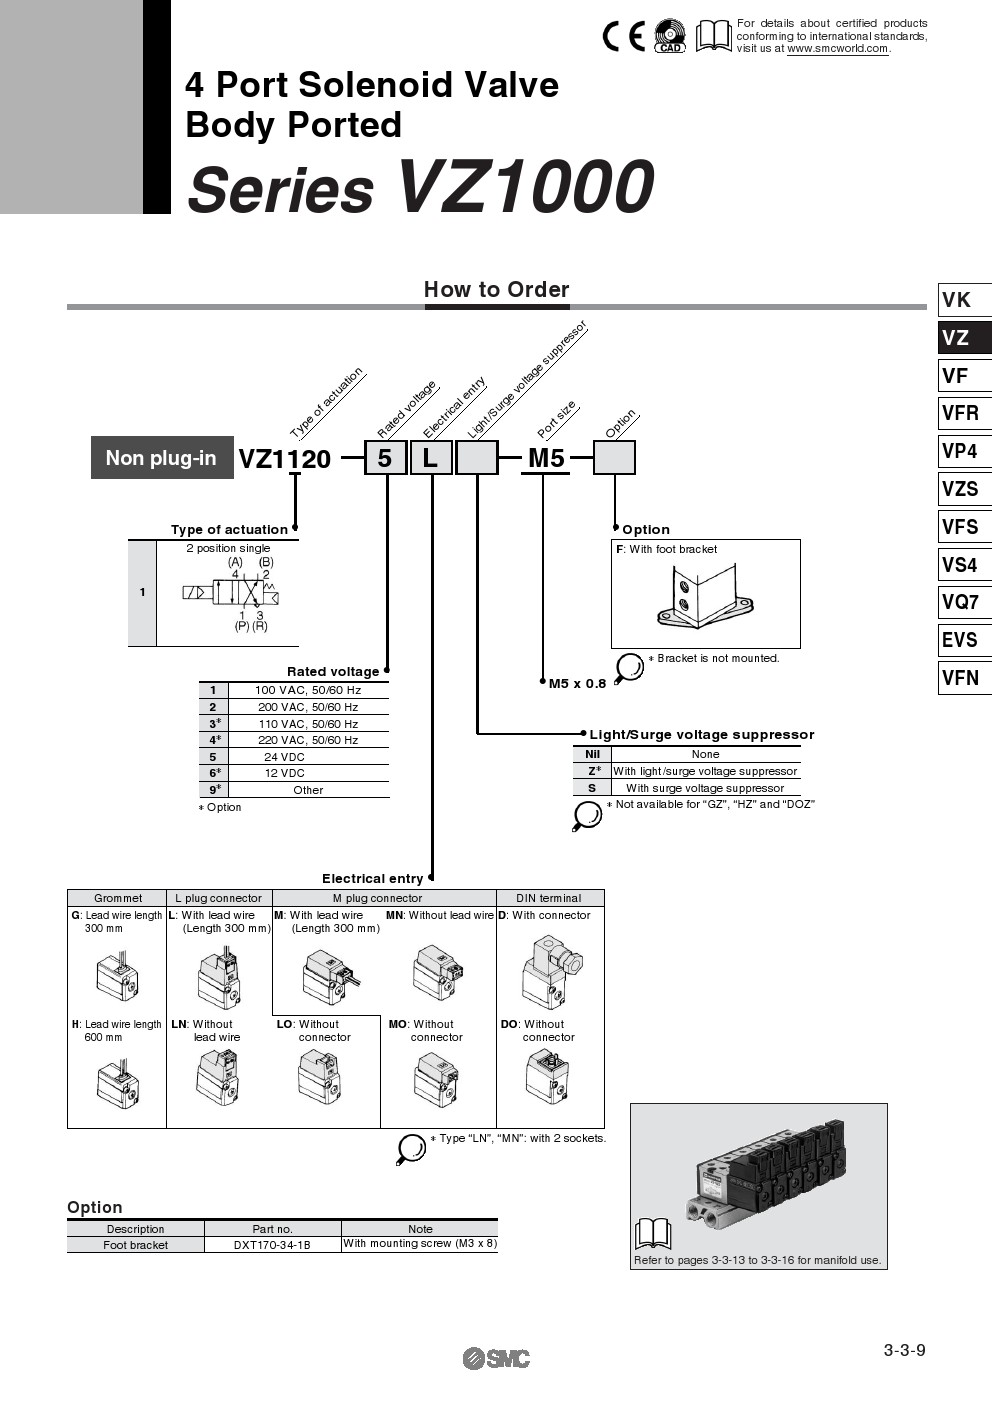 CAD
For details about certified products
conforming to international standards,
visit us at www.smcworld.com.
4 Port Solenoid Valve
Body Ported
Series VZ1000
How to Order
VK
VZ
VF
VFR
VP4
VZS
VFS
VS4
VQ7
EVS
VFN
Type of actuation
Rated voltage
Electrical entry
Light/Surge voltage suppressor
Port size
Option
Non plug-in VZ1120 5 L M5
Type of actuation
1
2 position single
(A) (B)
4 2
1 3
(P) (R)
Option
F: With foot bracket
* Bracket is not mounted.
M5 x 0.8
Rated voltage
1 100 VAC, 50/60 Hz
2 200 VAC, 50/60 Hz
3* 110 VAC, 50/60 Hz
4* 220 VAC, 50/60 Hz
5 24 VDC
6* 12 VDC
9* Other
* Option
Light/Surge voltage suppressor
Nil None
Z* With light/surge voltage suppressor
S With surge voltage suppressor
* Not available for “GZ”, “HZ” and “DOZ”
Electrical entry
Grommet L plug connector M plug connector DIN terminal
G: Lead wire length
300 mm
L: With lead wire
(Length 300 mm)
M: With lead wire
(Length 300 mm)
MN: Without lead wire
D: With connector
H: Lead wire length
600 mm
LN: Without
lead wire
LO: Without
connector
MO: Without
connector
DO: Without
connector
* Type “LN”, “MN”: with 2 sockets.
Option
Description Part no. Note
Foot bracket DXT170-34-1B With mounting screw (M3 x 8)
Refer to pages 3-3-13 to 3-3-16 for manifold use.
SMC
3-3-9